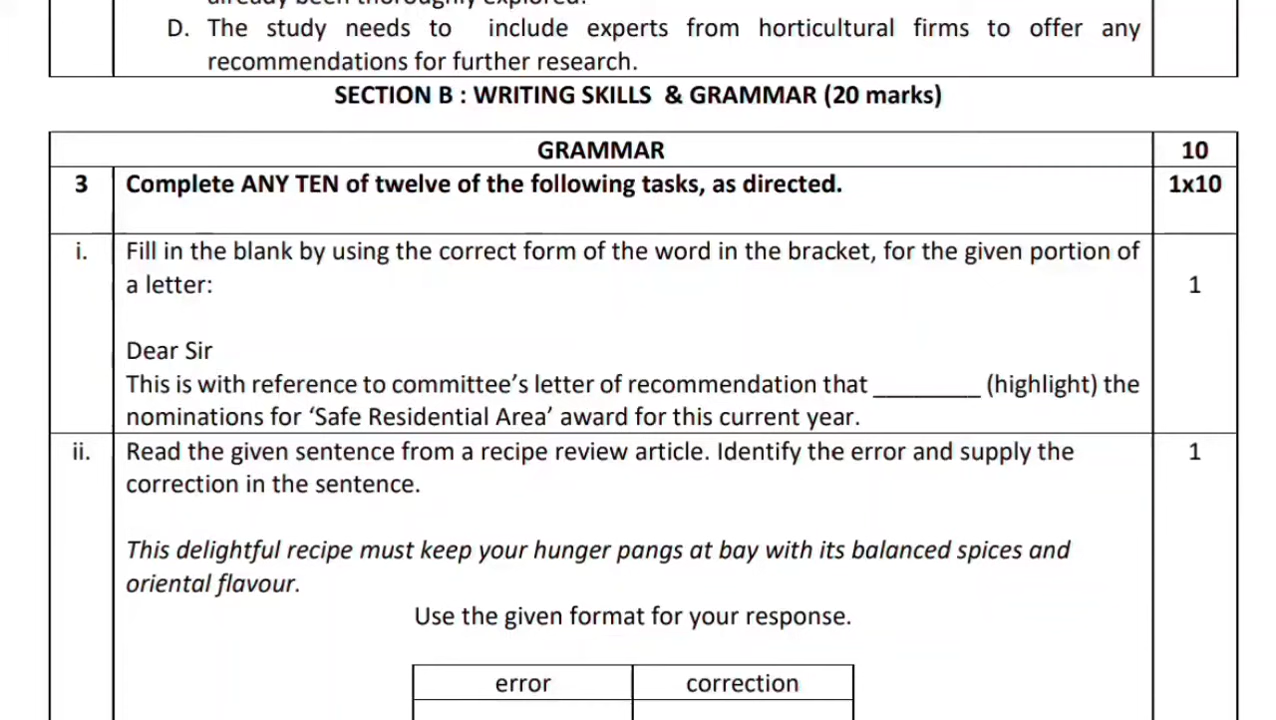 already been thoroughly explored.
D. The study needs to include experts from horticultural firms to offer any
recommendations for further research.
SECTION B : WRITING SKILLS & GRAMMAR (20 marks)
GRAMMAR 10
3 Complete ANY TEN of twelve of the following tasks, as directed. 1x10
i. Fill in the blank by using the correct form of the word in the bracket, for the given portion of
a letter: 1
Dear Sir
This is with reference to committee's letter of recommendation that ________ (highlight) the
nominations for ‘Safe Residential Area’ award for this current year.
ii. Read the given sentence from a recipe review article. Identify the error and supply the 1
correction in the sentence.
This delightful recipe must keep your hunger pangs at bay with its balanced spices and
oriental flavour.
Use the given format for your response.
error correction